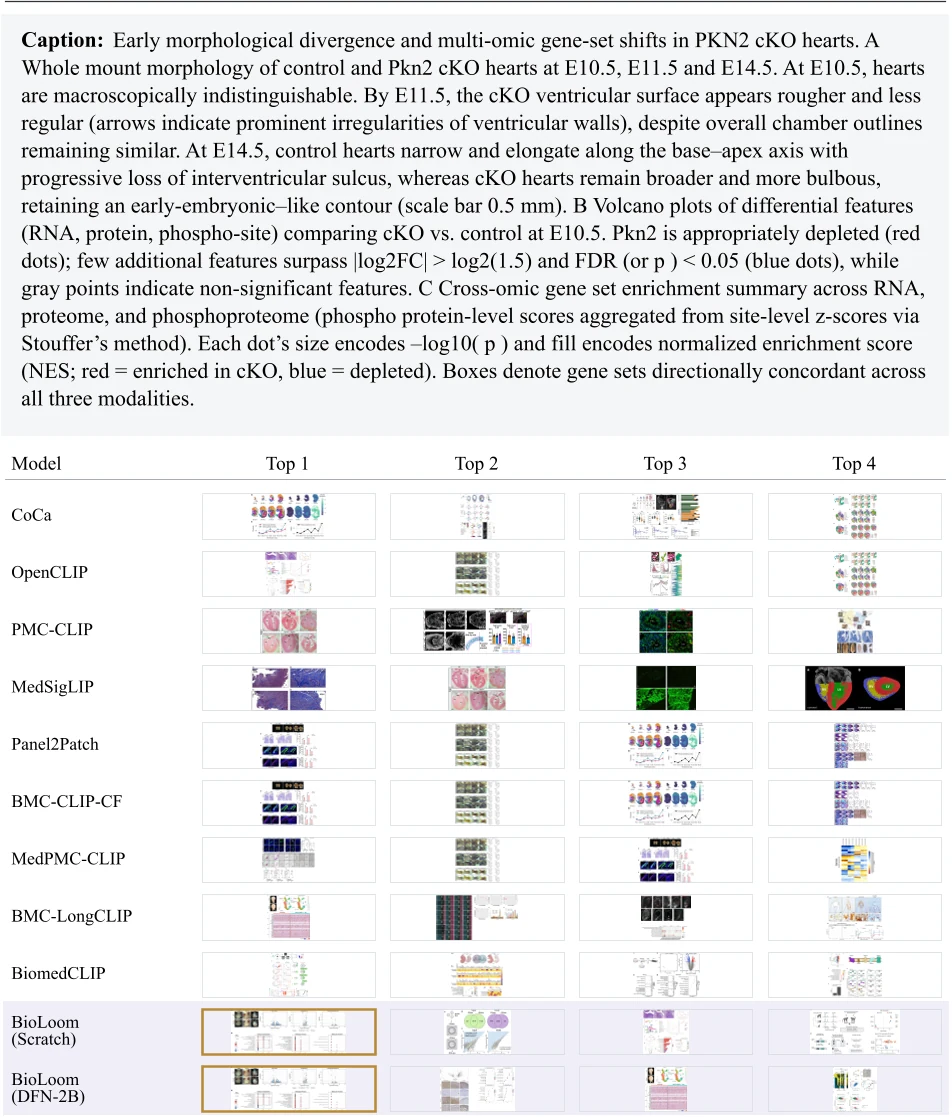 Caption: Early morphological divergence and multi-omic gene-set shifts in PKN2 cKO hearts. A
Whole mount morphology of control and Pkn2 cKO hearts at E10.5, E11.5 and E14.5. At E10.5, hearts
are macroscopically indistinguishable. By E11.5, the cKO ventricular surface appears rougher and less
regular (arrows indicate prominent irregularities of ventricular walls), despite overall chamber outlines
remaining similar. At E14.5, control hearts narrow and elongate along the base–apex axis with
progressive loss of interventricular sulcus, whereas cKO hearts remain broader and more bulbous,
retaining an early-embryonic–like contour (scale bar 0.5 mm). B Volcano plots of differential features
(RNA, protein, phospho-site) comparing cKO vs. control at E10.5. Pkn2 is appropriately depleted (red
dots); few additional features surpass |log2FC| > log2(1.5) and FDR (or p ) < 0.05 (blue dots), while
gray points indicate non-significant features. C Cross-omic gene set enrichment summary across RNA,
proteome, and phosphoproteome (phospho protein-level scores aggregated from site-level z-scores via
Stouffer’s method). Each dot’s size encodes –log10( p ) and fill encodes normalized enrichment score
(NES; red = enriched in cKO, blue = depleted). Boxes denote gene sets directionally concordant across
all three modalities.
Model Top 1 Top 2 Top 3 Top 4
CoCa
OpenCLIP
PMC-CLIP
MedSigLIP
Panel2Patch
BMC-CLIP-CF
MedPMC-CLIP
BMC-LongCLIP
BiomedCLIP
BioLoom
(Scratch)
BioLoom
(DFN-2B)